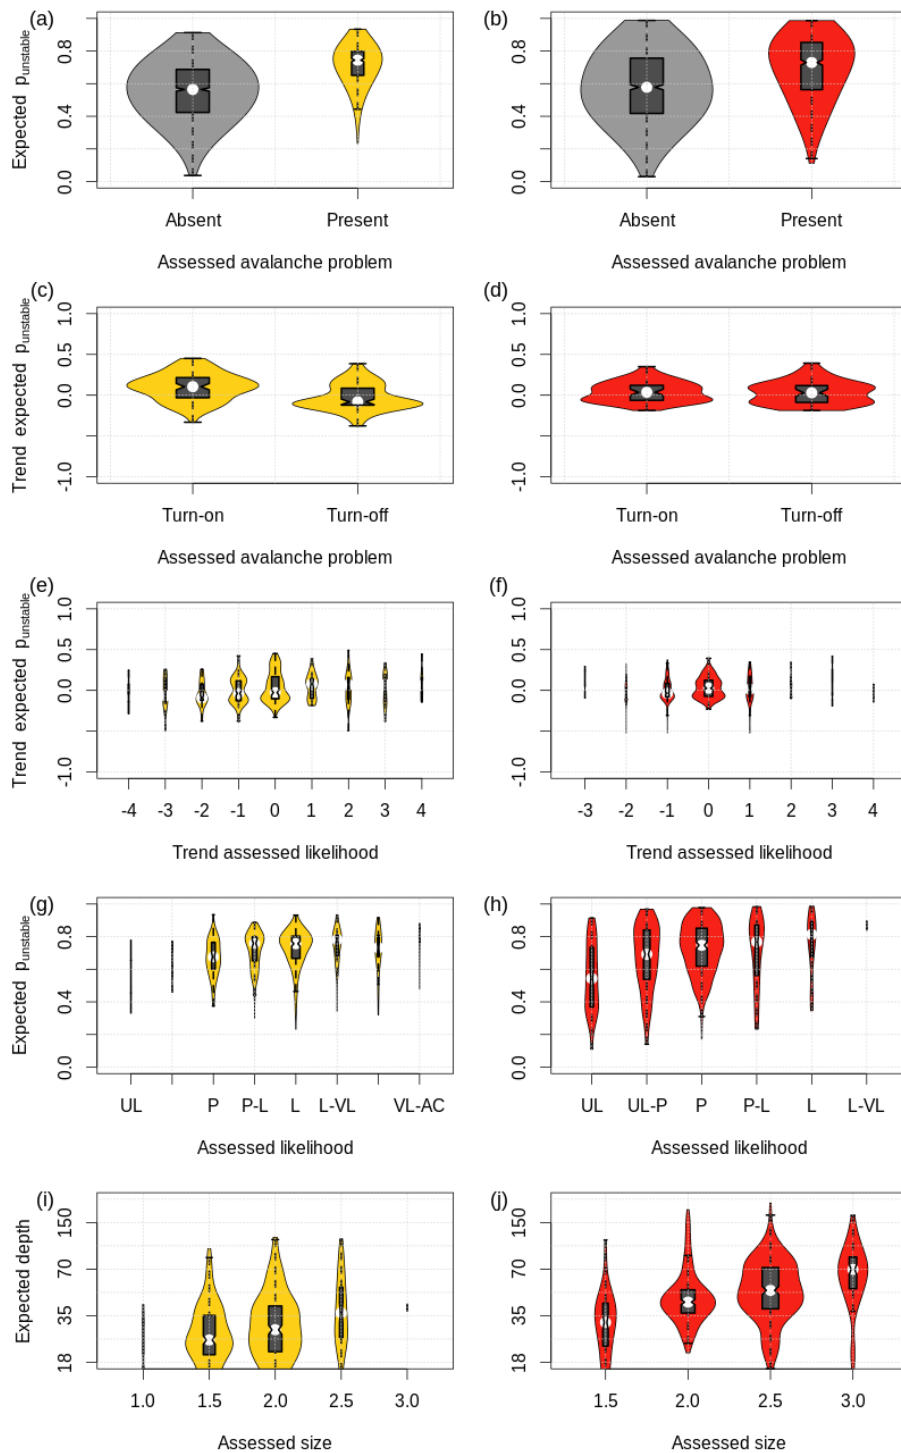 (a) (b)
Expected p_unstable
0.0 0.4 0.8
0.0 0.4 0.8
Absent Present Absent Present
Assessed avalanche problem Assessed avalanche problem
(c) (d)
Trend expected p_unstable
-1.0 0.0 0.5 1.0
-1.0 0.0 0.5 1.0
Turn-on Turn-off Turn-on Turn-off
Assessed avalanche problem Assessed avalanche problem
(e) (f)
Trend expected p_unstable
-1.0 0.0 0.5 1.0
-1.0 0.0 0.5 1.0
-4 -3 -2 -1 0 1 2 3 4 -3 -2 -1 0 1 2 3 4
Trend assessed likelihood Trend assessed likelihood
(g) (h)
Expected p_unstable
0.0 0.4 0.8
0.0 0.4 0.8
UL P P-L L L-VL VL-AC UL UL-P P P-L L L-VL
Assessed likelihood Assessed likelihood
(i) (j)
Expected depth
18 35 70 150
18 35 70 150
1.0 1.5 2.0 2.5 3.0 1.5 2.0 2.5 3.0
Assessed size Assessed size